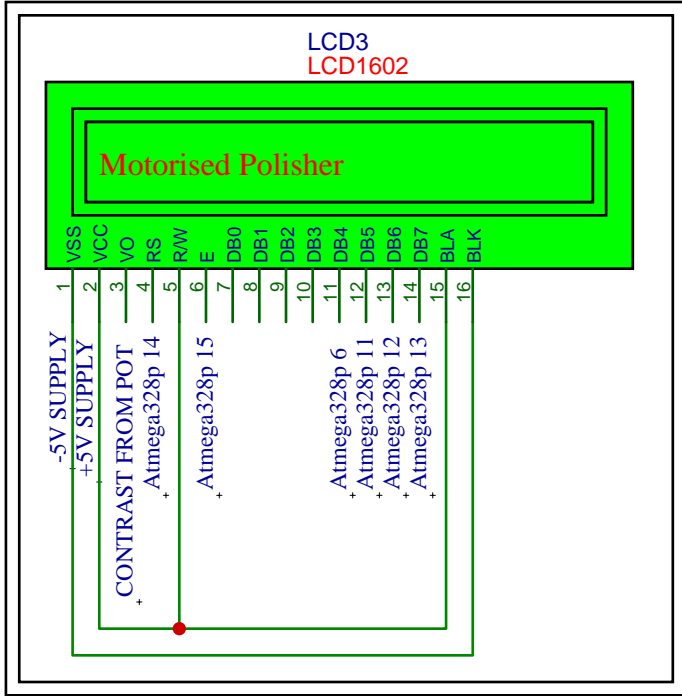 LCD3
LCD1602
Motorised Polisher
VSS
VCC
VO
RS
R/W
E
DB0
DB1
DB2
DB3
DB4
DB5
DB6
DB7
BLA
BLK
1
2
3
4
5
6
7
8
9
10
11
12
13
14
15
16
-5V SUPPLY
+5V SUPPLY
CONTRAST FROM POT
Atmega328p 14
Atmega328p 15
Atmega328p 6
Atmega328p 11
Atmega328p 12
Atmega328p 13